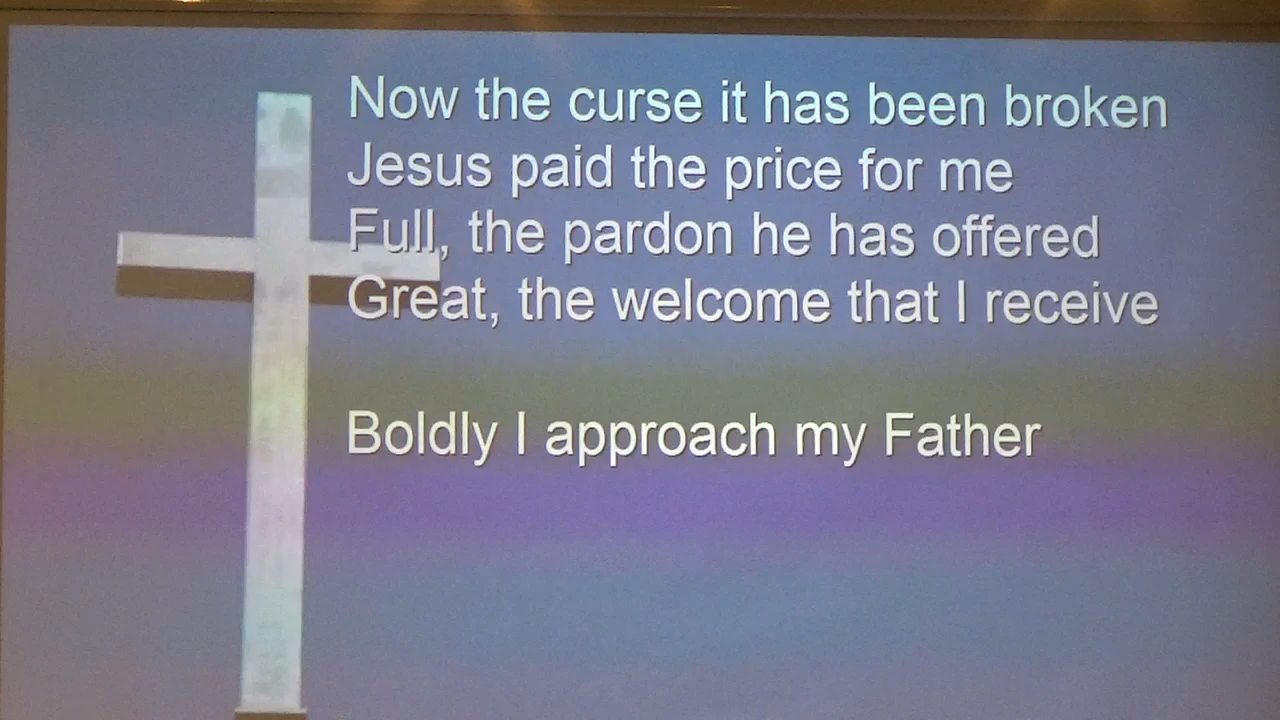 Now the curse it has been broken
Jesus paid the price for me
Full, the pardon he has offered
Great, the welcome that I receive
Boldly I approach my Father